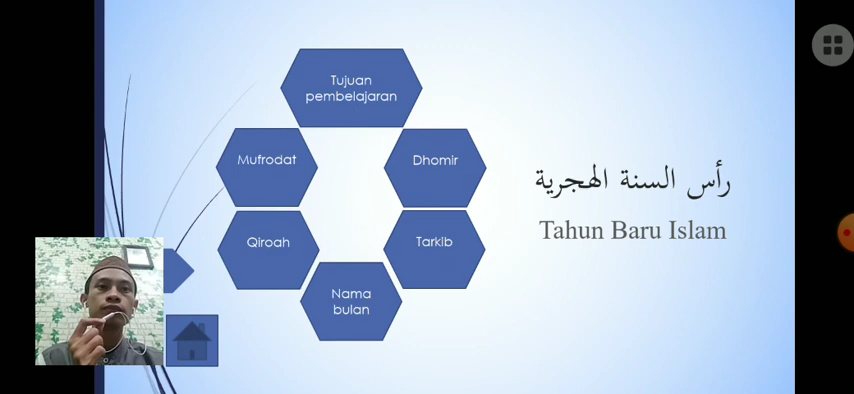 Tujuan
pembelajaran
Mufrodat
Dhomir
Qiroah
Tarkib
Nama
bulan
رأس السنة الهجرية
Tahun Baru Islam